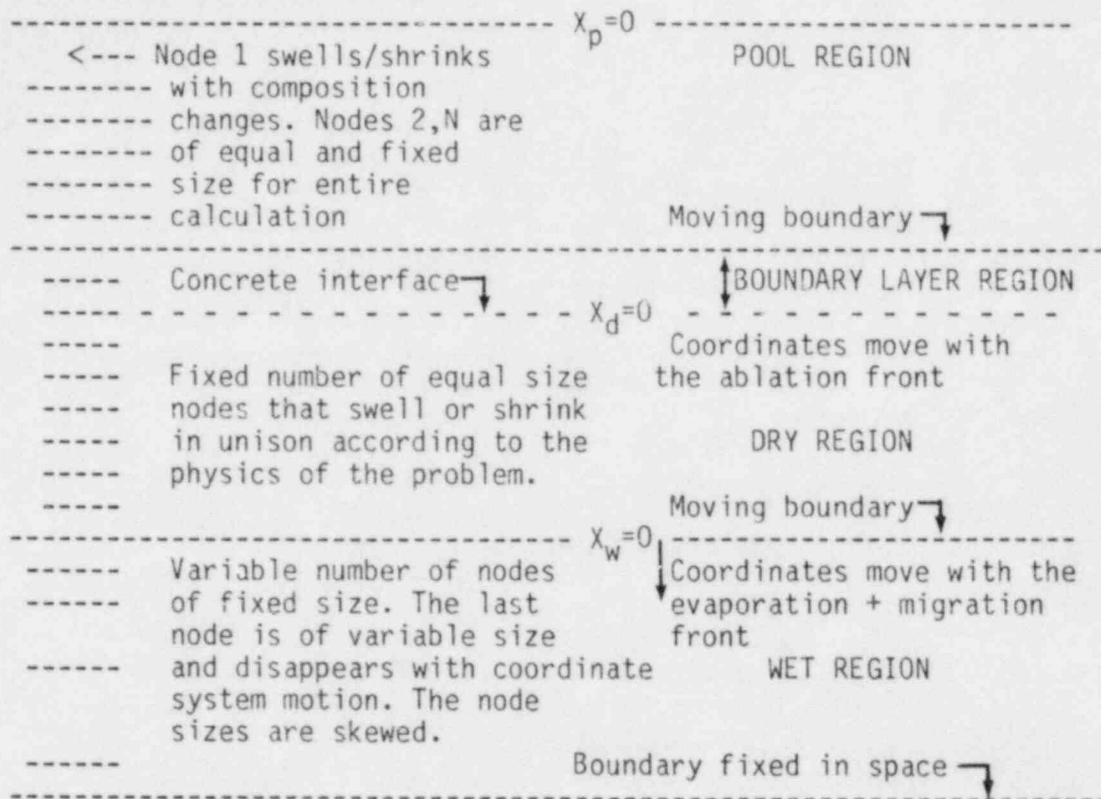 Xp=0
<--- Node 1 swells/shrinks POOL REGION
with composition
changes. Nodes 2,N are
of equal and fixed
size for entire
calculation Moving boundary
Concrete interface BOUNDARY LAYER REGION
Xd=0
Coordinates move with
Fixed number of equal size the ablation front
nodes that swell or shrink
in unison according to the DRY REGION
physics of the problem.
Moving boundary
Xw=0
Variable number of nodes Coordinates move with the
of fixed size. The last evaporation + migration
node is of variable size front
and disappears with coordinate WET REGION
system motion. The node
sizes are skewed.
Boundary fixed in space